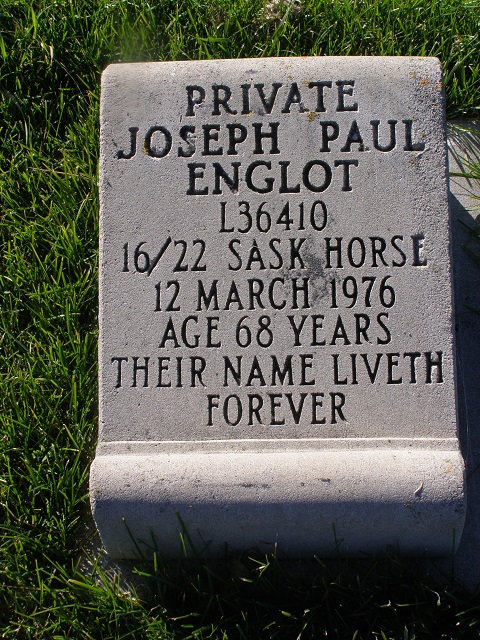 PRIVATE
JOSEPH PAUL
ENGLOT
L36410
16/22 SASK HORSE
12 MARCH 1976
AGE 68 YEARS
THEIR NAME LIVETH
FOREVER